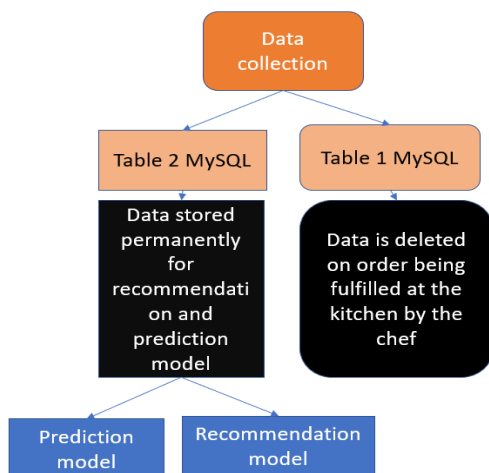 Data
collection
Table 2 MySQL
Table 1 MySQL
Data stored
permanently
for
recommendati
on and
prediction
model
Data is deleted
on order being
fulfilled at the
kitchen by the
chef
Prediction
model
Recommendation
model